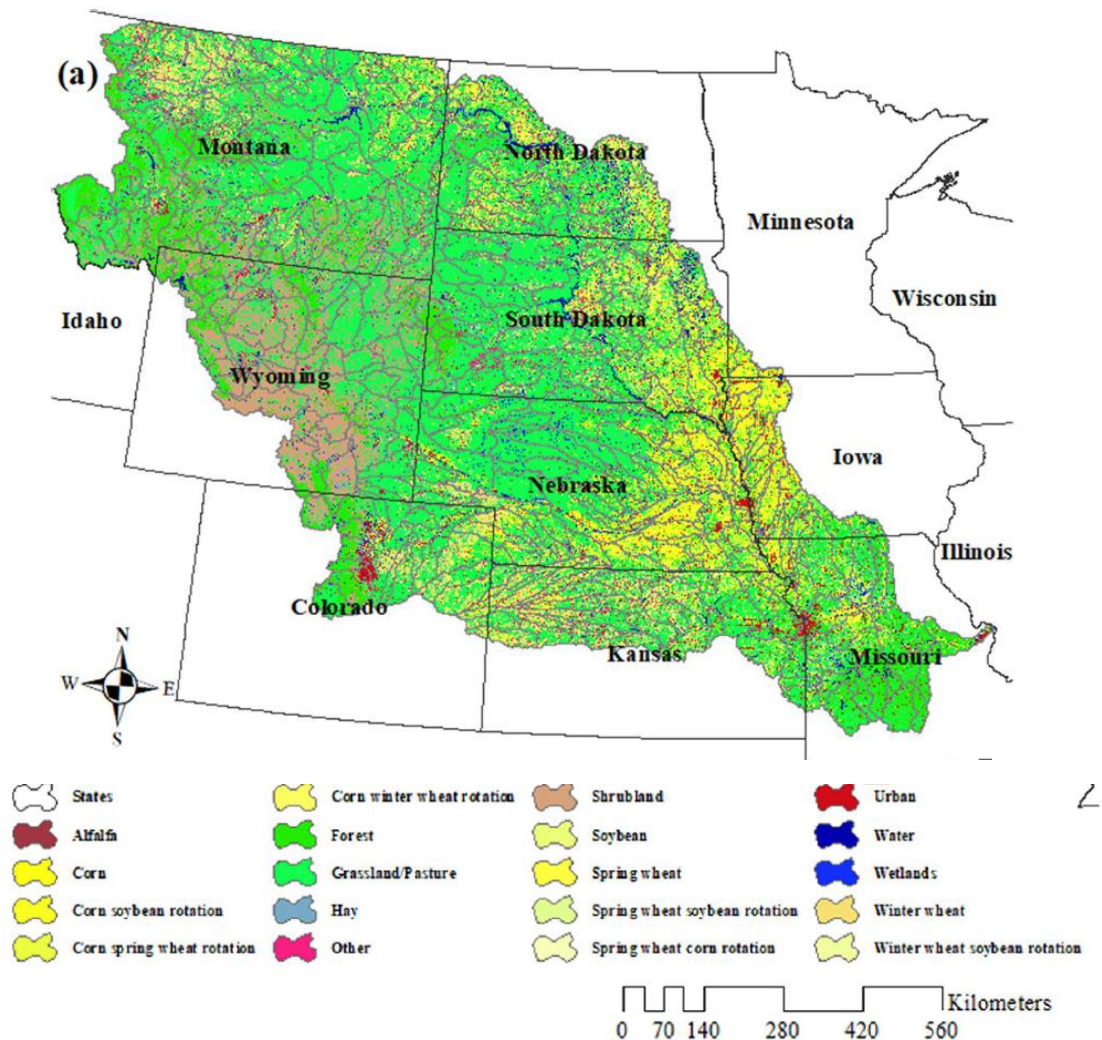 (a)
Montana
North Dakota
Minnesota
Idaho
South Dakota
Wisconsin
Wyoming
Iowa
Nebraska
Illinois
Colorado
Kansas
Missouri
N
W E
S
States
Corn winter wheat rotation
Shrubland
Urban
Alfalfa
Forest
Soybean
Water
Corn
Grassland/Pasture
Spring wheat
Wetlands
Corn soybean rotation
Hay
Spring wheat soybean rotation
Winter wheat
Corn spring wheat rotation
Other
Spring wheat corn rotation
Winter wheat soybean rotation
Kilometers
0 70 140 280 420 560